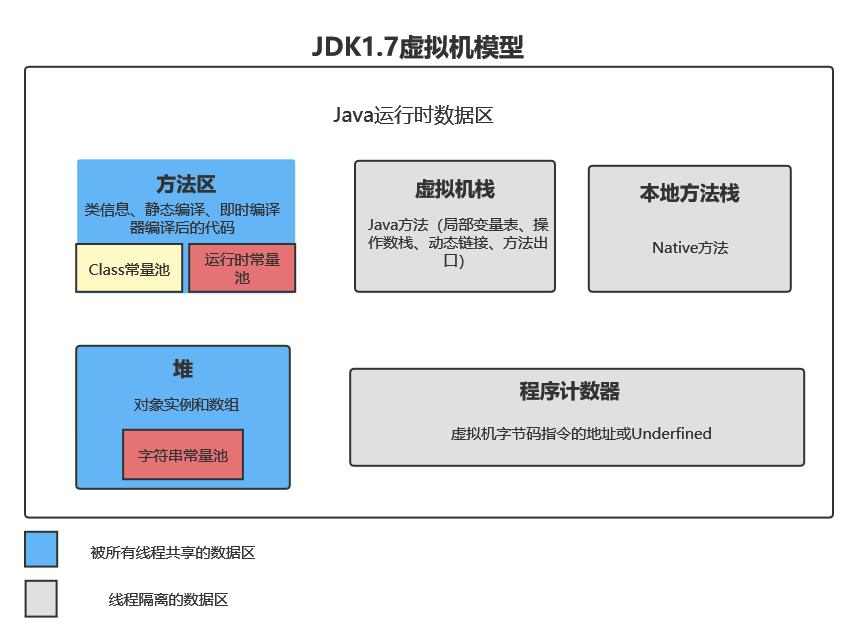 JDK1.7虚拟机模型
Java运行时数据区
方法区
类信息、静态编译、即时编译
器编译后的代码
Class常量池
运行时常量
池
虚拟机栈
Java方法（局部变量表、操
作数栈、动态链接、方法出
口）
本地方法栈
Native方法
堆
对象实例和数组
字符串常量池
程序计数器
虚拟机字节码指令的地址或Underfined
被所有线程共享的数据区
线程隔离的数据区